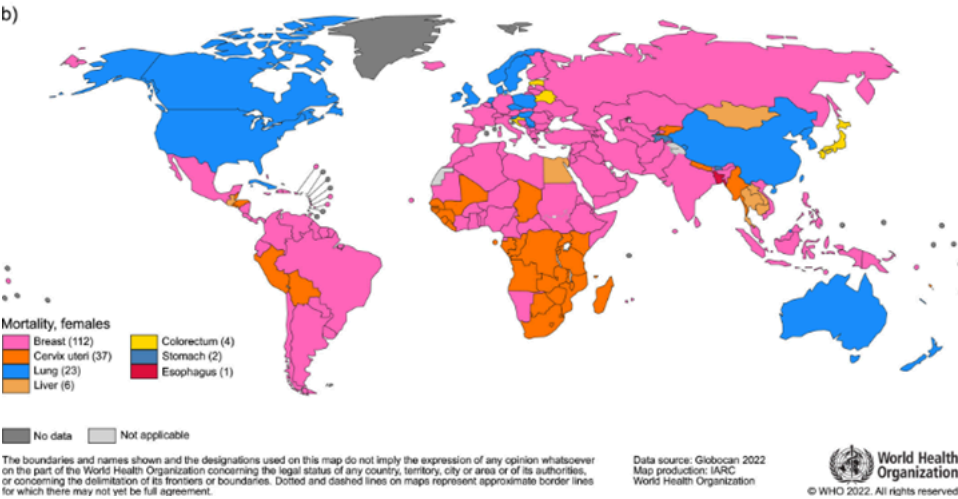 b)
Mortality, females
Breast (112)
Cervix uteri (37)
Lung (23)
Liver (6)
Colorectum (4)
Stomach (2)
Esophagus (1)
No data
Not applicable
The boundaries and names shown and the designations used on this map do not imply the expression of any opinion whatsoever
on the part of the World Health Organization concerning the legal status of any country, territory, city or area or of its authorities,
or concerning the delimitation of its frontiers or boundaries. Dotted and dashed lines on maps represent approximate border lines
for which there may not yet be full agreement.
Data source: Globocan 2022
Map production: IARC
World Health Organization
World Health
Organization
© WHO 2022. All rights reserved